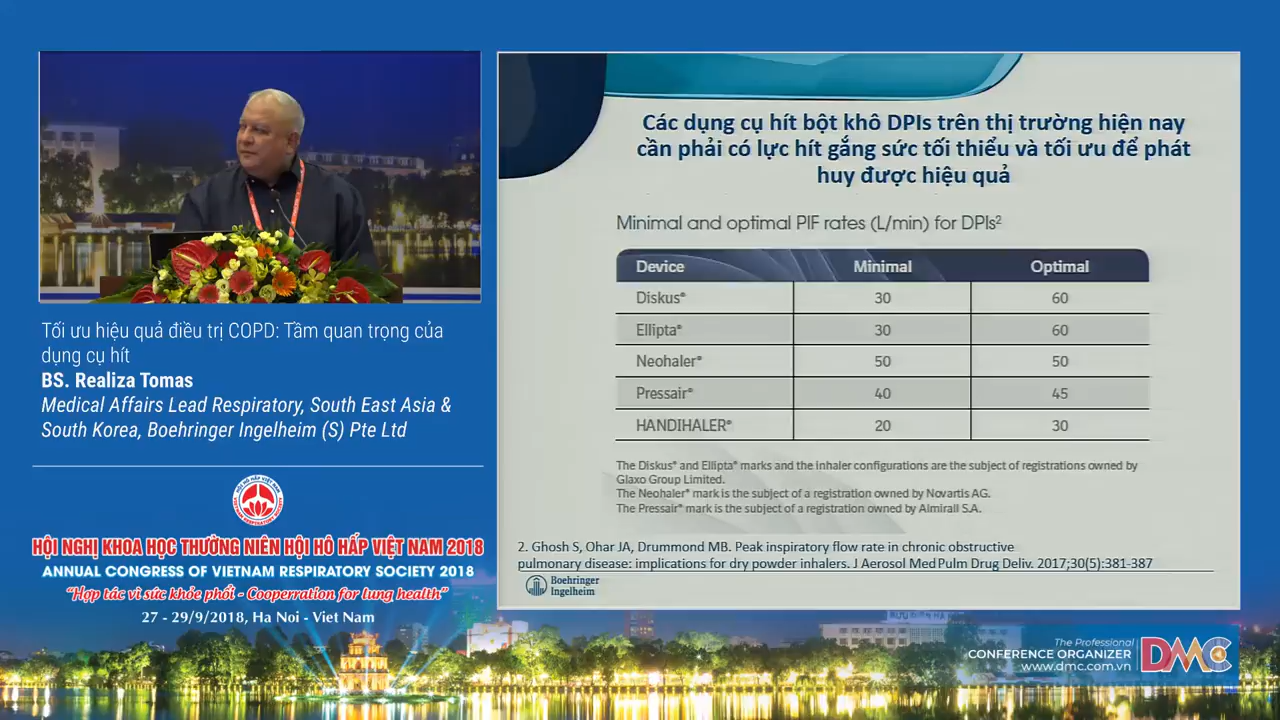 Các dụng cụ hít bột khô DPIs trên thị trường hiện nay
cần phải có lực hít gắng sức tối thiểu và tối ưu để phát
huy được hiệu quả
Minimal and optimal PIF rates (L/min) for DPIs²
Device Minimal Optimal
Diskus® 30 60
Ellipta® 30 60
Neohaler® 50 50
Pressair® 40 45
HANDIHALER® 20 30
The Diskus® and Ellipta® marks and the inhaler configurations are the subject of registrations owned by
Glaxo Group Limited.
The Neohaler® mark is the subject of a registration owned by Novartis AG.
The Pressair® mark is the subject of a registration owned by Almirall S.A.
2. Ghosh S, Ohar JA, Drummond MB. Peak inspiratory flow rate in chronic obstructive
pulmonary disease: implications for dry powder inhalers. J Aerosol Med Pulm Drug Deliv. 2017;30(5):381-387
Boehringer
Ingelheim
Tối ưu hiệu quả điều trị COPD: Tầm quan trọng của
dụng cụ hít
BS. Realiza Tomas
Medical Affairs Lead Respiratory, South East Asia &
South Korea, Boehringer Ingelheim (S) Pte Ltd
HỘI HÔ HẤP VIỆT NAM
VIETNAM RESPIRATORY SOCIETY
HỘI NGHỊ KHOA HỌC THƯỜNG NIÊN HỘI HÔ HẤP VIỆT NAM 2018
ANNUAL CONGRESS OF VIETNAM RESPIRATORY SOCIETY 2018
“Hợp tác vì sức khỏe phổi - Cooperration for lung health”
27 - 29/9/2018, Ha Noi - Viet Nam
The Professional
CONFERENCE ORGANIZER
www.dmc.com.vn
DMC